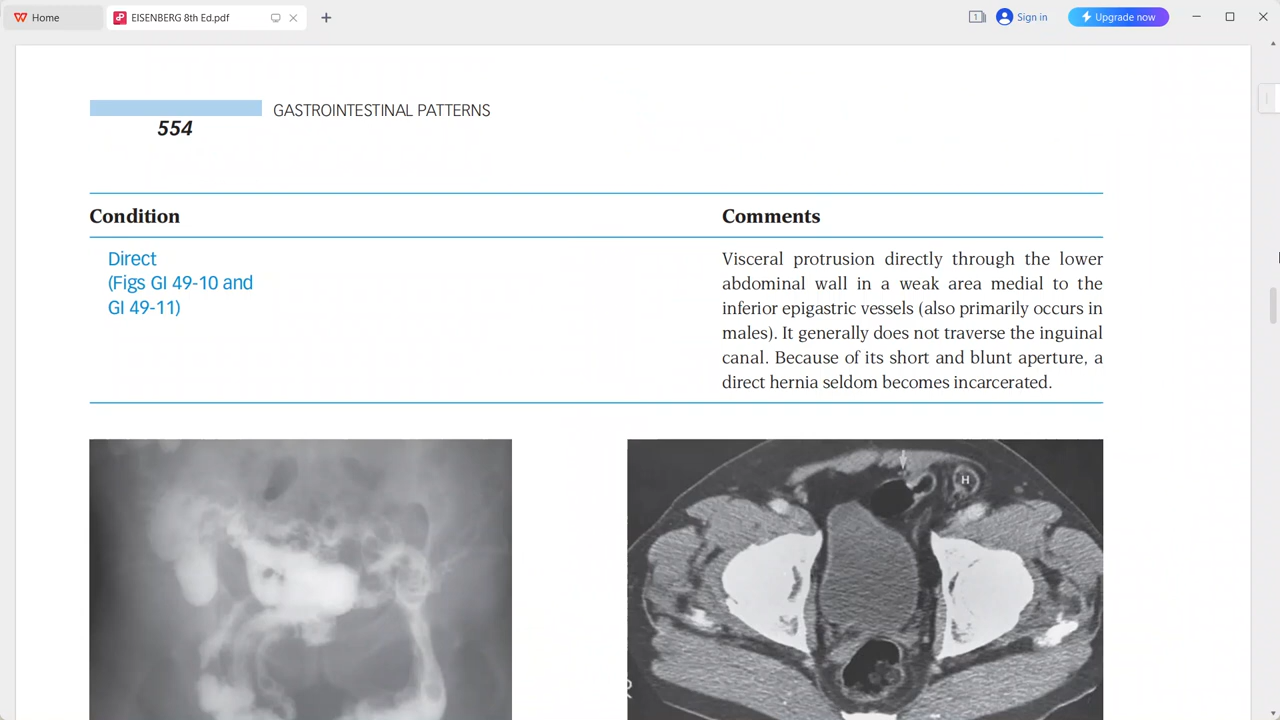 Home
EISENBERG 8th Ed.pdf
1
Sign in
Upgrade now
GASTROINTESTINAL PATTERNS
554
Condition
Comments
Direct
(Figs GI 49-10 and
GI 49-11)
Visceral protrusion directly through the lower
abdominal wall in a weak area medial to the
inferior epigastric vessels (also primarily occurs in
males). It generally does not traverse the inguinal
canal. Because of its short and blunt aperture, a
direct hernia seldom becomes incarcerated.
H
R